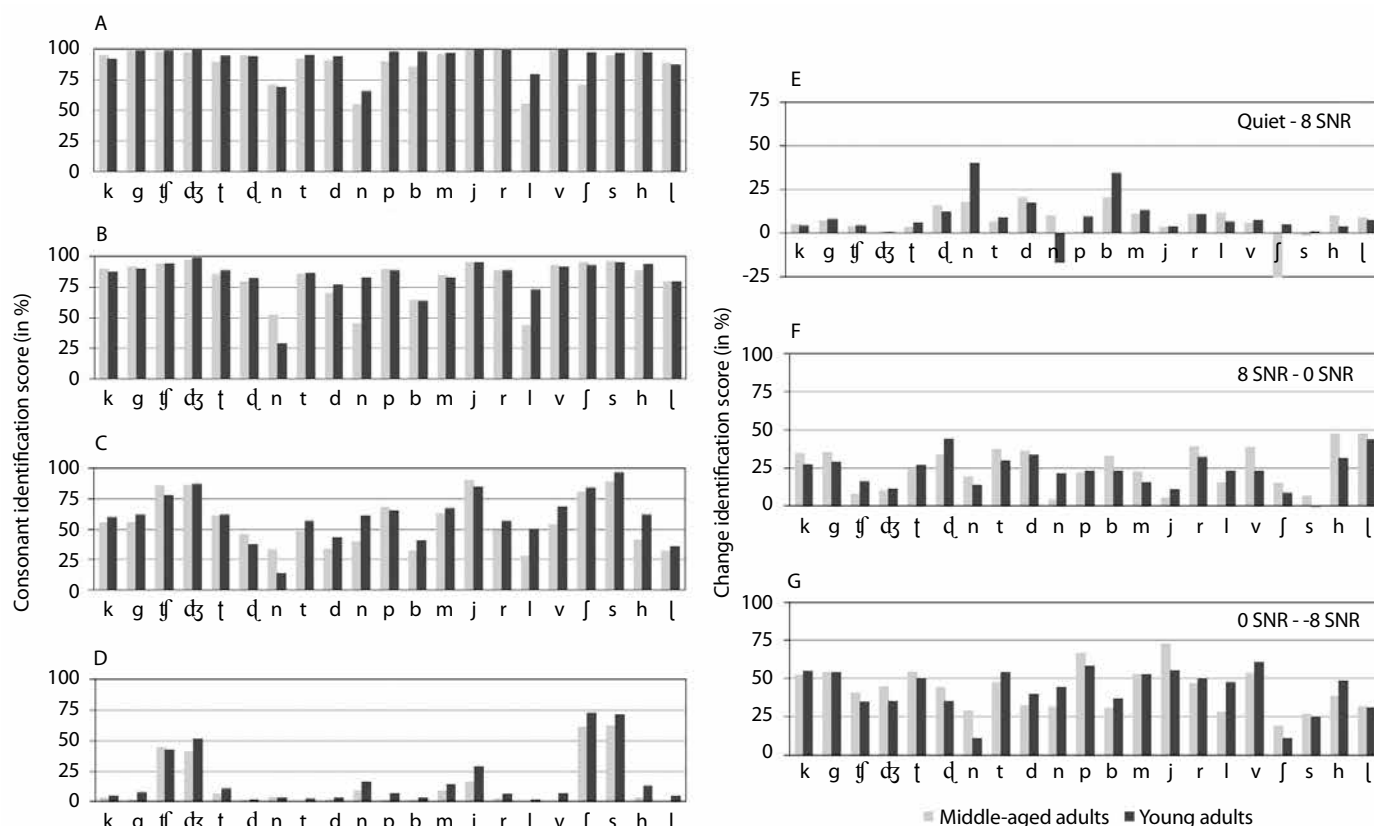 A
100
75
50
25
0
k g ʧ ʤ ʈ ɖ n t d n p b m j r l v ʃ s h ɭ
B
100
75
50
25
0
k g ʧ ʤ ʈ ɖ n t d n p b m j r l v ʃ s h ɭ
C
100
75
50
25
0
k g ʧ ʤ ʈ ɖ n t d n p b m j r l v ʃ s h ɭ
D
100
75
50
25
0
k g ʧ ʤ ʈ ɖ n t d n p b m j r l v ʃ s h ɭ
Consonant identification score (in %)
E
Quiet - 8 SNR
75
50
25
0
-25
k g ʧ ʤ ʈ ɖ n t d n p b m j r l v ʃ s h ɭ
F
8 SNR - 0 SNR
100
75
50
25
0
k g ʧ ʤ ʈ ɖ n t d n p b m j r l v ʃ s h ɭ
G
0 SNR - -8 SNR
100
75
50
25
0
k g ʧ ʤ ʈ ɖ n t d n p b m j r l v ʃ s h ɭ
Change identification score (in %)
Middle-aged adults Young adults